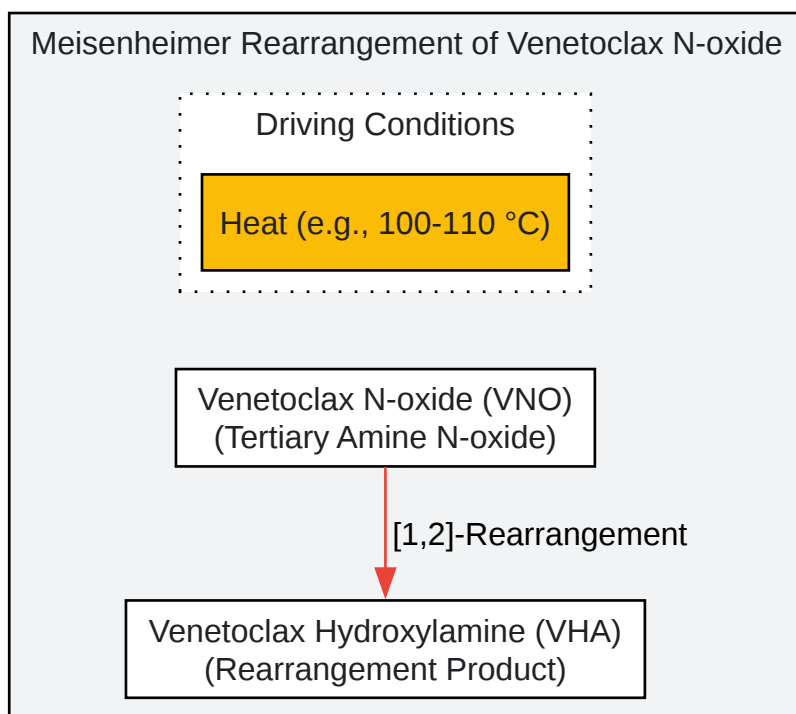 Meisenheimer Rearrangement of Venetoclax N-oxide
Driving Conditions
Heat (e.g., 100-110 °C)
Venetoclax N-oxide (VNO)
(Tertiary Amine N-oxide)
[1,2]-Rearrangement
Venetoclax Hydroxylamine (VHA)
(Rearrangement Product)